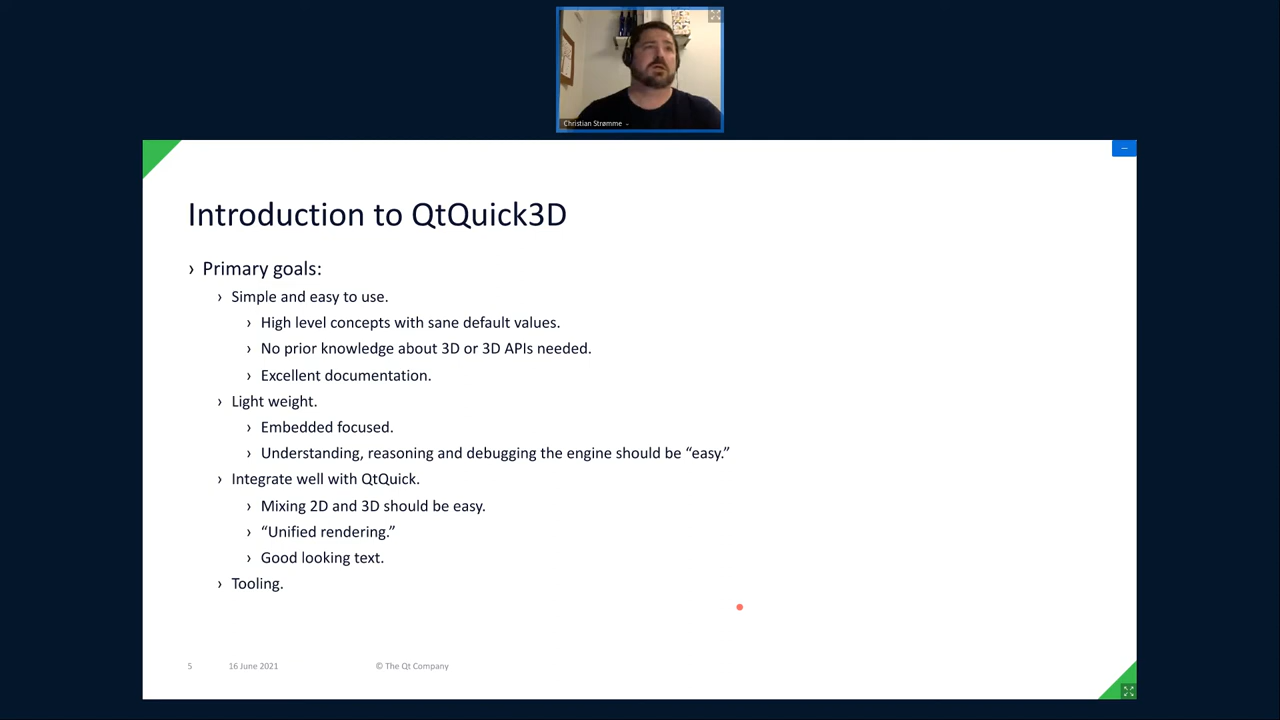 Christian Strømme -
Introduction to QtQuick3D
› Primary goals:
› Simple and easy to use.
› High level concepts with sane default values.
› No prior knowledge about 3D or 3D APIs needed.
› Excellent documentation.
› Light weight.
› Embedded focused.
› Understanding, reasoning and debugging the engine should be “easy.”
› Integrate well with QtQuick.
› Mixing 2D and 3D should be easy.
› “Unified rendering.”
› Good looking text.
› Tooling.
5 16 June 2021 © The Qt Company